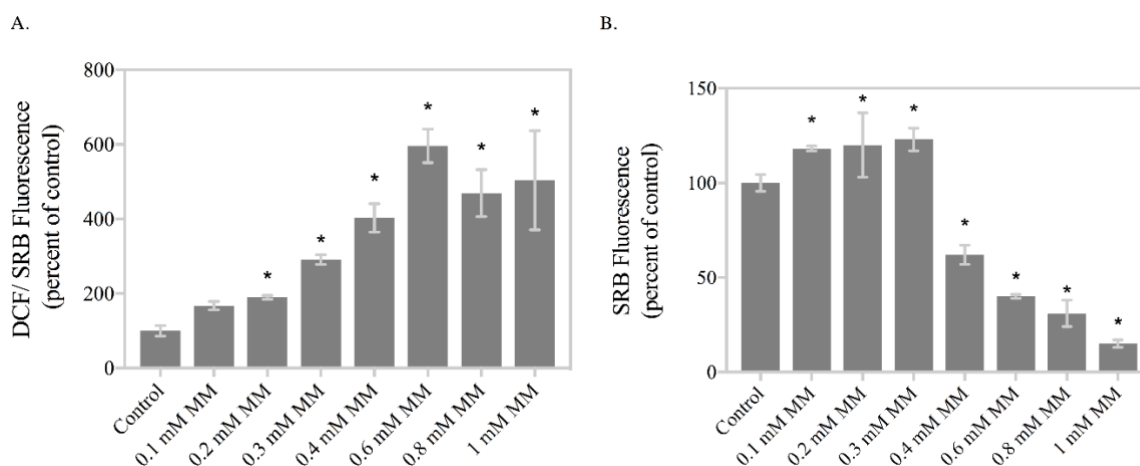 A.
DCF/ SRB Fluorescence
(percent of control)
800
600
400
200
0
* * * * * *
Control
0.1 mM MM
0.2 mM MM
0.3 mM MM
0.4 mM MM
0.6 mM MM
0.8 mM MM
1 mM MM
B.
SRB Fluorescence
(percent of control)
150
100
50
0
* * * * * * *
Control
0.1 mM MM
0.2 mM MM
0.3 mM MM
0.4 mM MM
0.6 mM MM
0.8 mM MM
1 mM MM